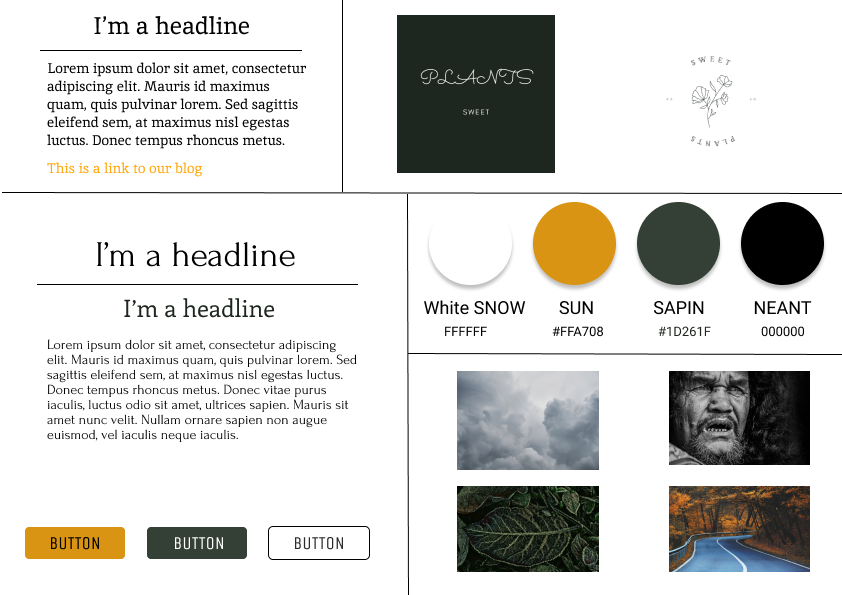 I'm a headline
Lorem ipsum dolor sit amet, consectetur
adipiscing elit. Mauris id maximus
quam, quis pulvinar lorem. Sed sagittis
eleifend sem, at maximus nisl egestas
luctus. Donec tempus rhoncus metus.
This is a link to our blog
PLANTS
SWEET
SWEET
PLANTS
I'm a headline
I'm a headline
Lorem ipsum dolor sit amet, consectetur adipiscing
elit. Mauris id maximus quam, quis pulvinar lorem. Sed
sagittis eleifend sem, at maximus nisl egestas luctus.
Donec tempus rhoncus metus. Donec vitae purus
iaculis, luctus odio sit amet, ultrices sapien. Mauris sit
amet nunc velit. Nullam ornare sapien non augue
euismod, vel iaculis neque iaculis.
BUTTON BUTTON BUTTON
White SNOW SUN SAPIN NEANT
FFFFFF #FFA708 #1D261F 000000